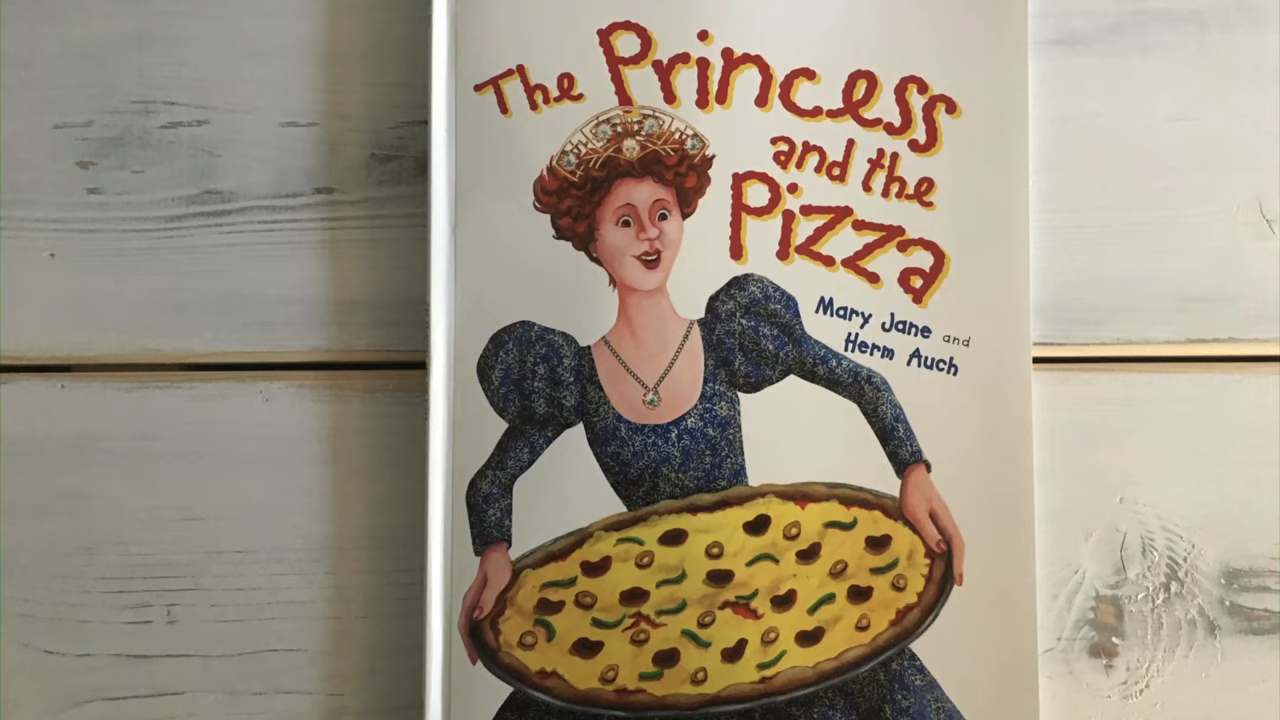 The Princess
and the
Pizza
Mary Jane and
Herm Auch